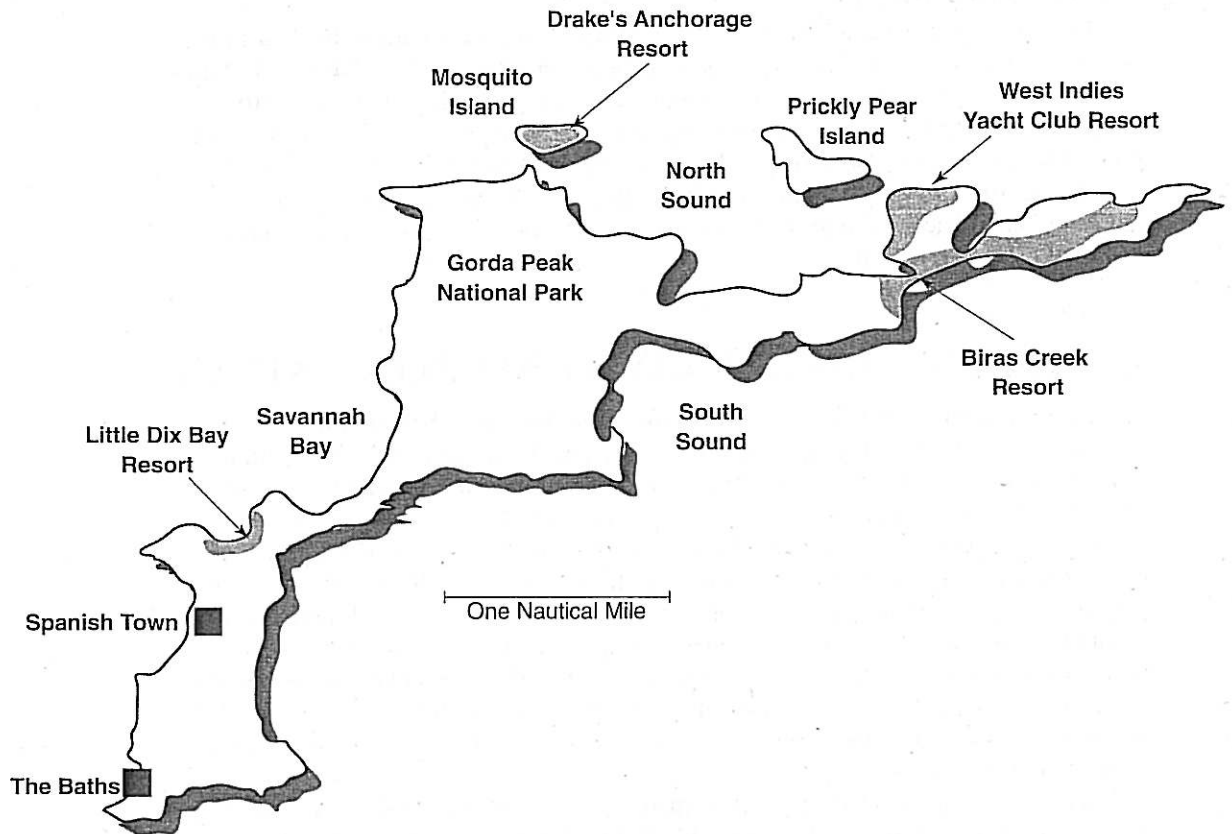 Drake's Anchorage
Resort
Mosquito
Island
Prickly Pear
Island
West Indies
Yacht Club Resort
North
Sound
Gorda Peak
National Park
Biras Creek
Resort
Savannah
Bay
South
Sound
Little Dix Bay
Resort
One Nautical Mile
Spanish Town
The Baths